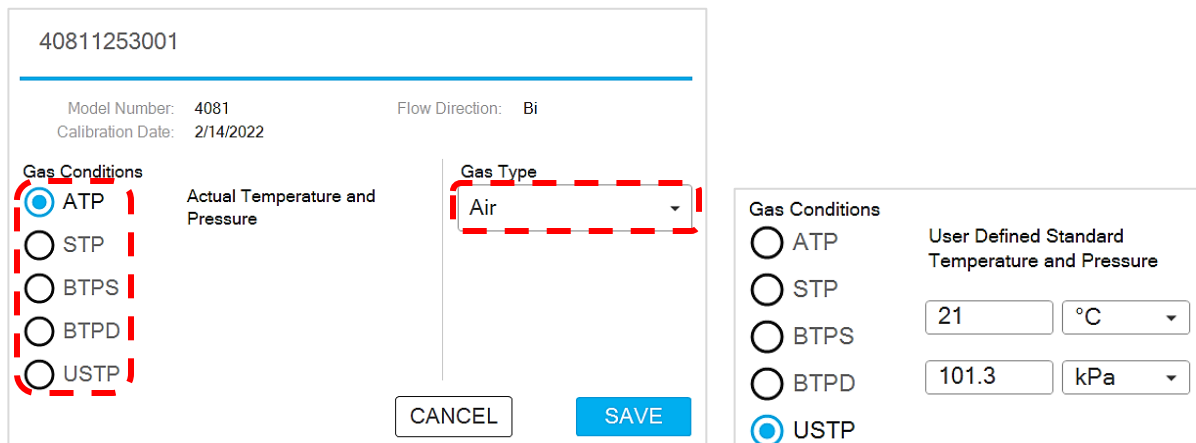 40811253001
Model Number: 4081 Flow Direction: Bi
Calibration Date: 2/14/2022
Gas Conditions
ATP
STP
BTPS
BTPD
USTP
Actual Temperature and
Pressure
Gas Type
Air
CANCEL SAVE
Gas Conditions
ATP
STP
BTPS
BTPD
USTP
User Defined Standard
Temperature and Pressure
21 °C
101.3 kPa